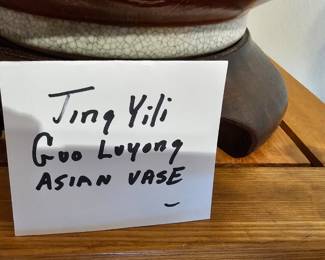 Jing Yili
Guo Luyong
ASIAN VASE